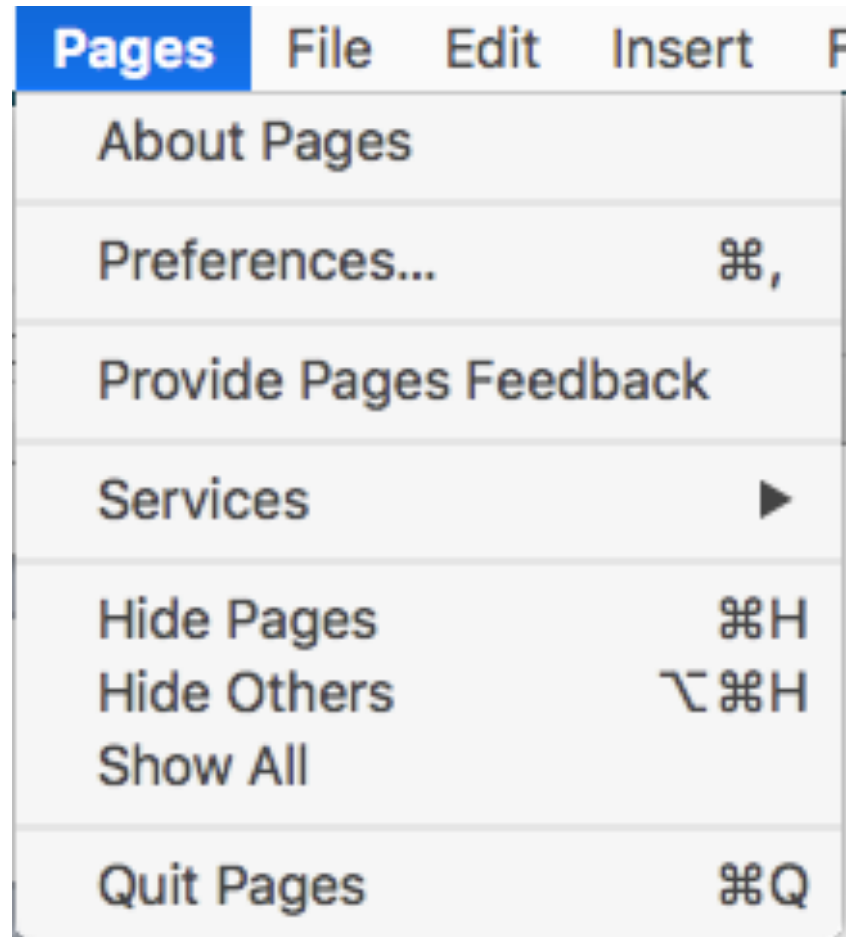 Pages File Edit Insert
About Pages
Preferences... ⌘,
Provide Pages Feedback
Services ▶
Hide Pages ⌘H
Hide Others ⌥⌘H
Show All
Quit Pages ⌘Q